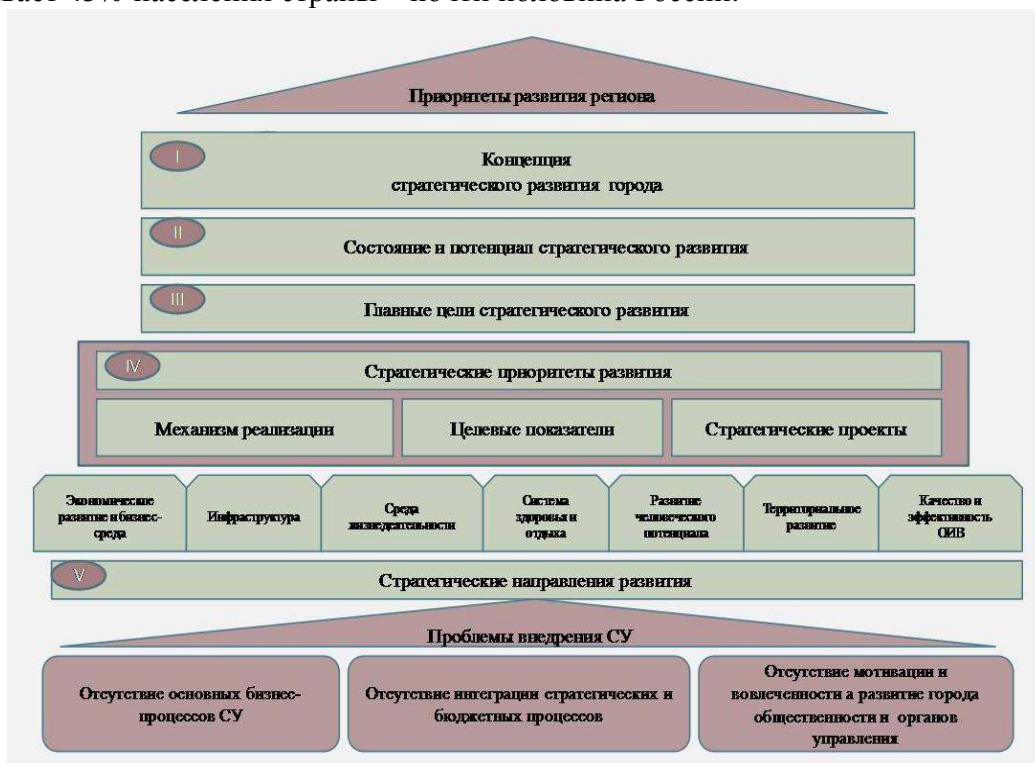 45% населения страны – почти половина России.
Приоритеты развития региона
I
Концепция
стратегического развития города
II
Состояние и потенциал стратегического развития
III
Главные цели стратегического развития
IV
Стратегические приоритеты развития
Механизм реализации
Целевые показатели
Стратегические проекты
Экономические
развитие и бизнес-
среда
Инфраструктура
Среда
жизнедеятельности
Система
здоровья и
отдыха
Развитие
человеческого
потенциала
Территориальное
развитие
Качество и
эффективность
ОИВ
V
Стратегические направления развития
Проблемы внедрения СУ
Отсутствие основных бизнес-
процессов СУ
Отсутствие интеграции стратегических и
бюджетных процессов
Отсутствие мотивации и
вовлеченности а развитие города
общественности и органов
управления